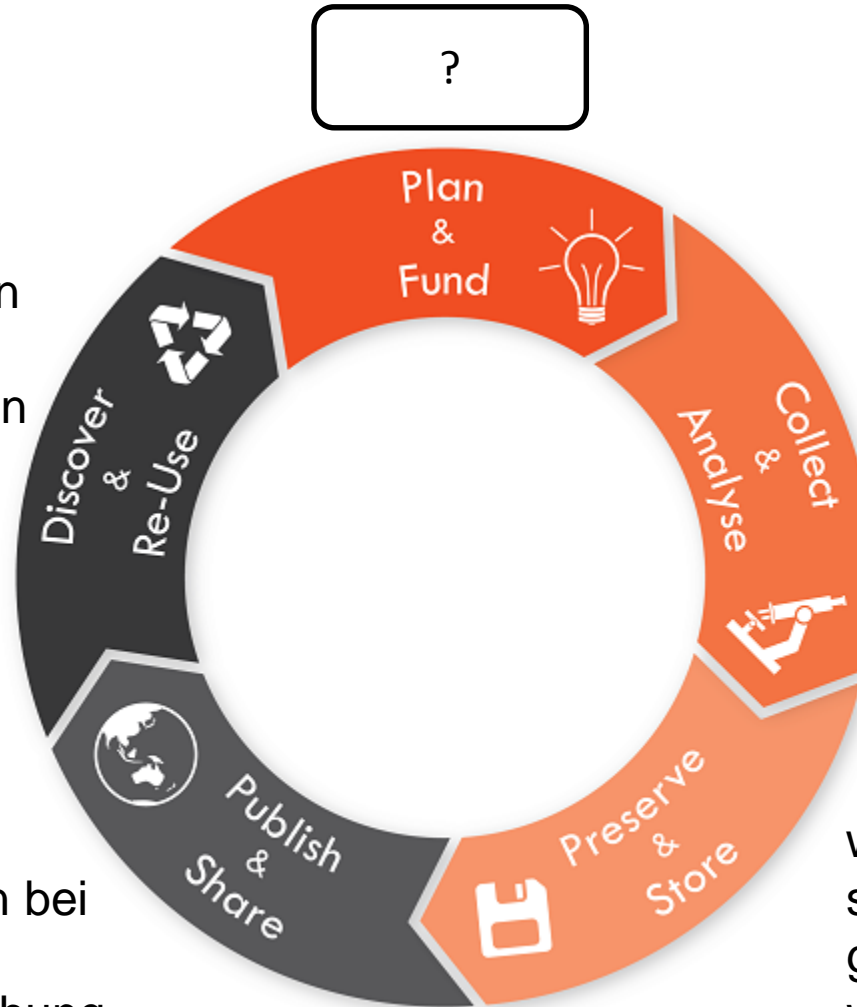 ?
Plan
&
Fund
Collect
&
Analyse
Preserve
&
Store
Publish
&
Share
Discover
&
Re-Use
n
n
n bei